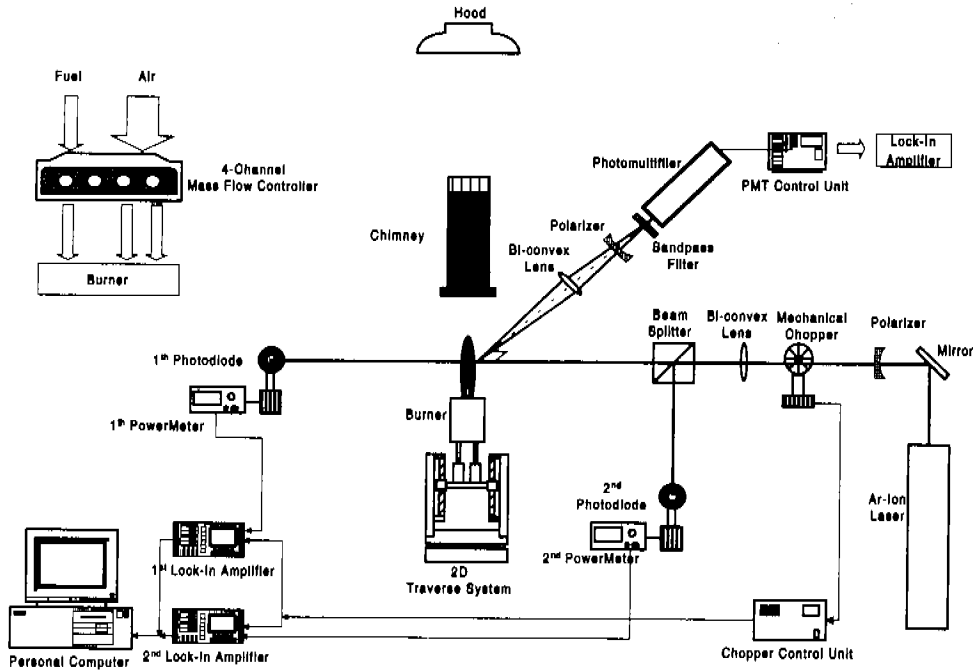 Hood
Fuel
Air
4-Channel
Mass Flow Controller
Burner
Chimney
Photomultifiler
PMT Control Unit
Lock-In
Amplifier
Polarizer
Bandpass
Filter
Bi-convex
Lens
Beam
Splitter
Bi-convex
Lens
Mechanical
Chopper
Polarizer
Mirror
1th Photodiode
1th PowerMeter
Burner
2nd
Photodiode
2nd PowerMeter
Ar-Ion
Laser
1st Look-In Amplifier
2D
Traverse System
2nd Look-In Amplifier
Personal Computer
Chopper Control Unit